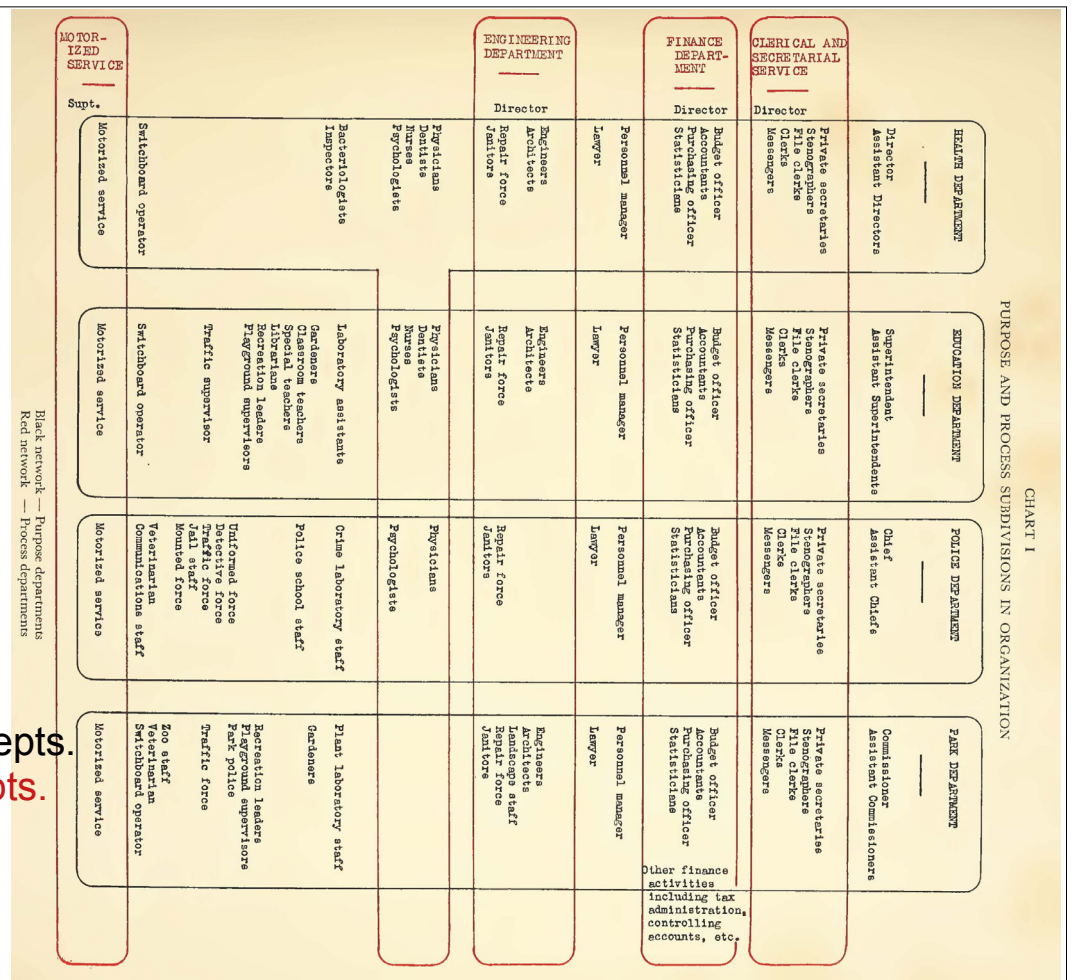 CHART I
PURPOSE AND PROCESS SUBDIVISIONS IN ORGANIZATION
MOTOR-
IZED
SERVICE
Supt.
ENGINEERING
DEPARTMENT
Director
FINANCE
DEPART-
MENT
Director
CLERICAL AND
SECRETARIAL
SERVICE
Director
HEALTH DEPARTMENT
Director
Assistant Directors
Private secretaries
Stenographers
File clerks
Clerks
Messengers
Budget officer
Accountants
Purchasing officer
Statisticians
Personnel manager
Lawyer
Engineers
Architects
Repair force
Janitors
Physicians
Dentists
Nurses
Psychologists
Bacteriologists
Inspectors
Switchboard operator
Motorized service
EDUCATION DEPARTMENT
Superintendent
Assistant Superintendents
Private secretaries
Stenographers
File clerks
Clerks
Messengers
Budget officer
Accountants
Purchasing officer
Statisticians
Personnel manager
Lawyer
Engineers
Architects
Repair force
Janitors
Physicians
Dentists
Nurses
Psychologists
Laboratory assistants
Gardeners
Classroom teachers
Special teachers
Librarians
Recreation leaders
Playground supervisors
Traffic supervisor
Switchboard operator
Motorized service
POLICE DEPARTMENT
Chief
Assistant Chiefs
Private secretaries
Stenographers
File clerks
Clerks
Messengers
Budget officer
Accountants
Purchasing officer
Statisticians
Personnel manager
Lawyer
Repair force
Janitors
Physicians
Psychologists
Crime laboratory staff
Police school staff
Uniformed force
Detective force
Traffic force
Jail staff
Mounted force
Veterinarian
Communications staff
Motorized service
PARK DEPARTMENT
Commissioner
Assistant Commissioners
Private secretaries
Stenographers
File clerks
Clerks
Messengers
Budget officer
Accountants
Purchasing officer
Statisticians
Personnel manager
Lawyer
Engineers
Architects
Landscape staff
Repair force
Janitors
Plant laboratory staff
Gardeners
Recreation leaders
Playground supervisors
Park police
Traffic force
Zoo staff
Veterinarian
Switchboard operator
Motorized service
Other finance
activities
including tax
administration,
controlling
accounts, etc.
Black network — Purpose departments
Red network — Process departments
epts.
ots.